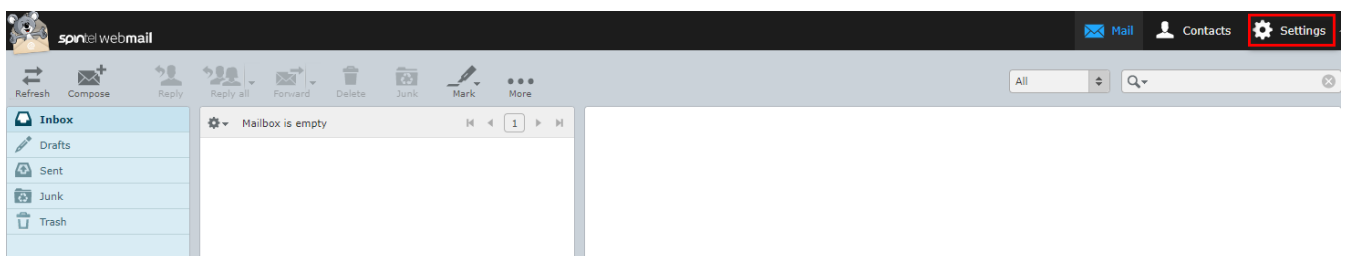 spintel webmail
Mail
Contacts
Settings
Refresh
Compose
Reply
Reply all
Forward
Delete
Junk
Mark
More
All
Inbox
Mailbox is empty
1
Drafts
Sent
Junk
Trash